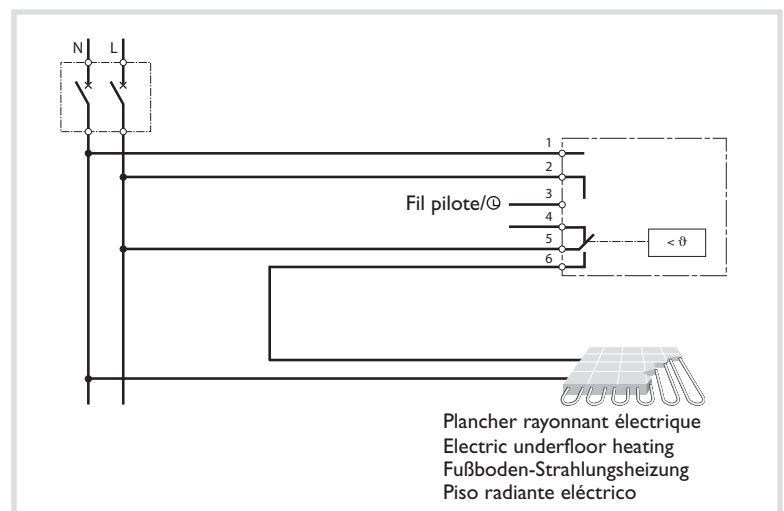 N L
1
2
3
Fil pilote/
4
5
< ϑ
6
Plancher rayonnant électrique
Electric underfloor heating
Fußboden-Strahlungsheizung
Piso radiante eléctrico